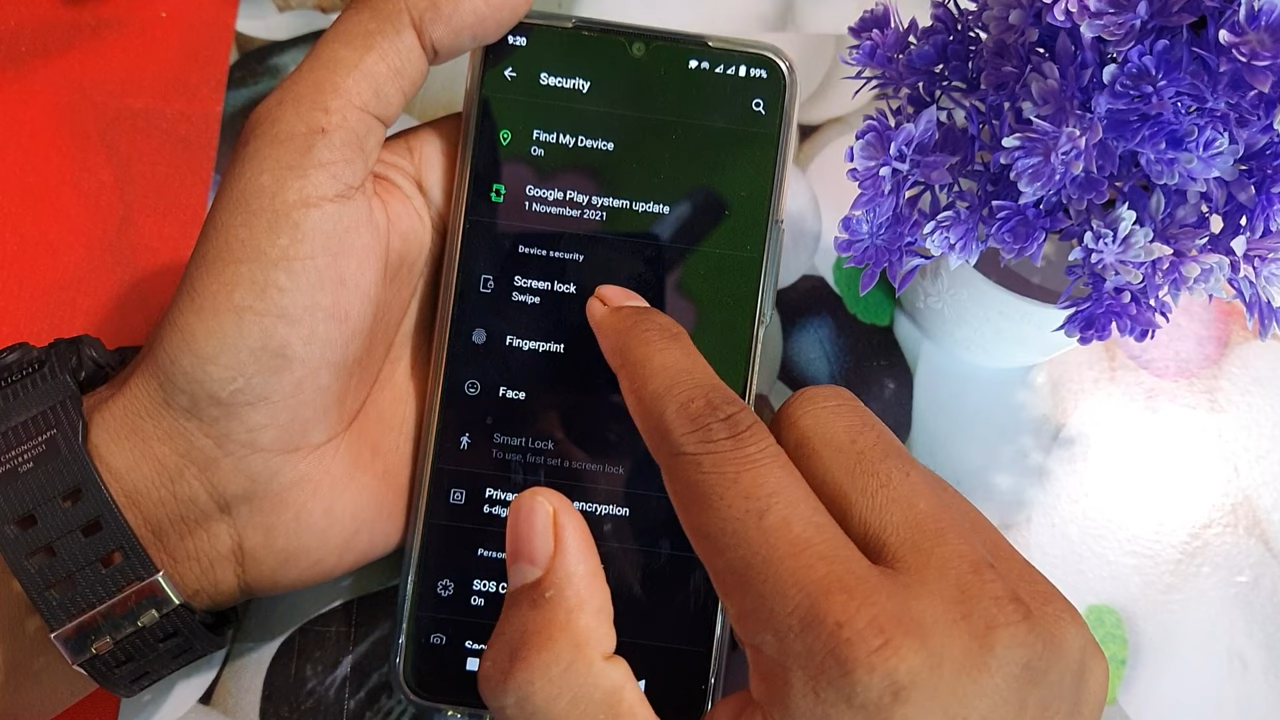 9:20
99%
Security
Find My Device
On
Google Play system update
1 November 2021
Device security
Screen lock
Swipe
Fingerprint
Face
Smart Lock
To use, first set a screen lock
encryption
On
LIGHT
CHRONOGRAPH
WATER RESIST
50M